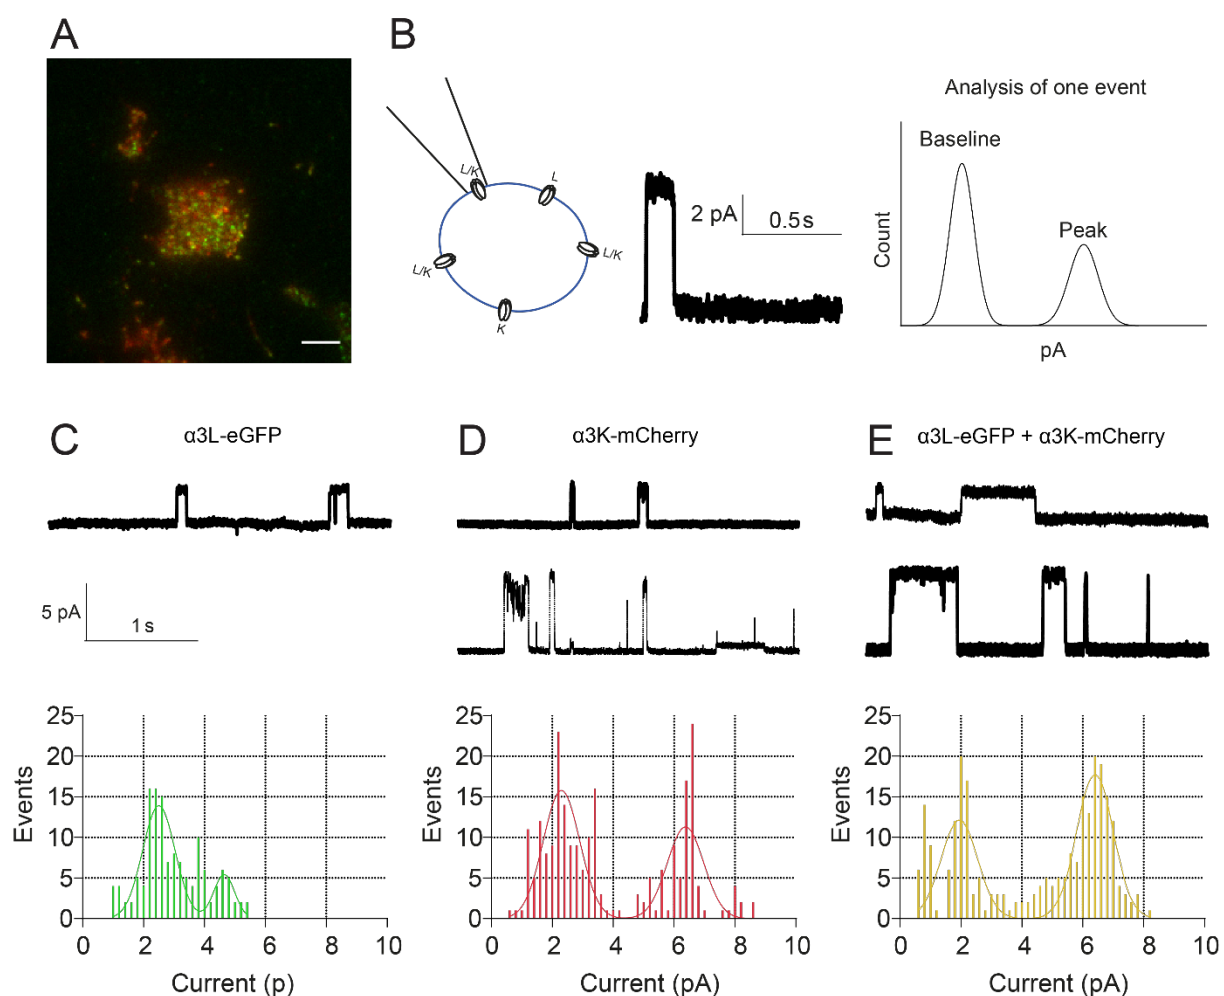 A
B
L/K
L
L/K
L/K
K
2 pA
0.5s
Analysis of one event
Baseline
Peak
Count
pA
C
α3L-eGFP
D
α3K-mCherry
E
α3L-eGFP + α3K-mCherry
5 pA
1s
25
20
15
10
5
0
Events
0 2 4 6 8 10
Current (p)
25
20
15
10
5
0
Events
0 2 4 6 8 10
Current (pA)
25
20
15
10
5
0
Events
0 2 4 6 8 10
Current (pA)